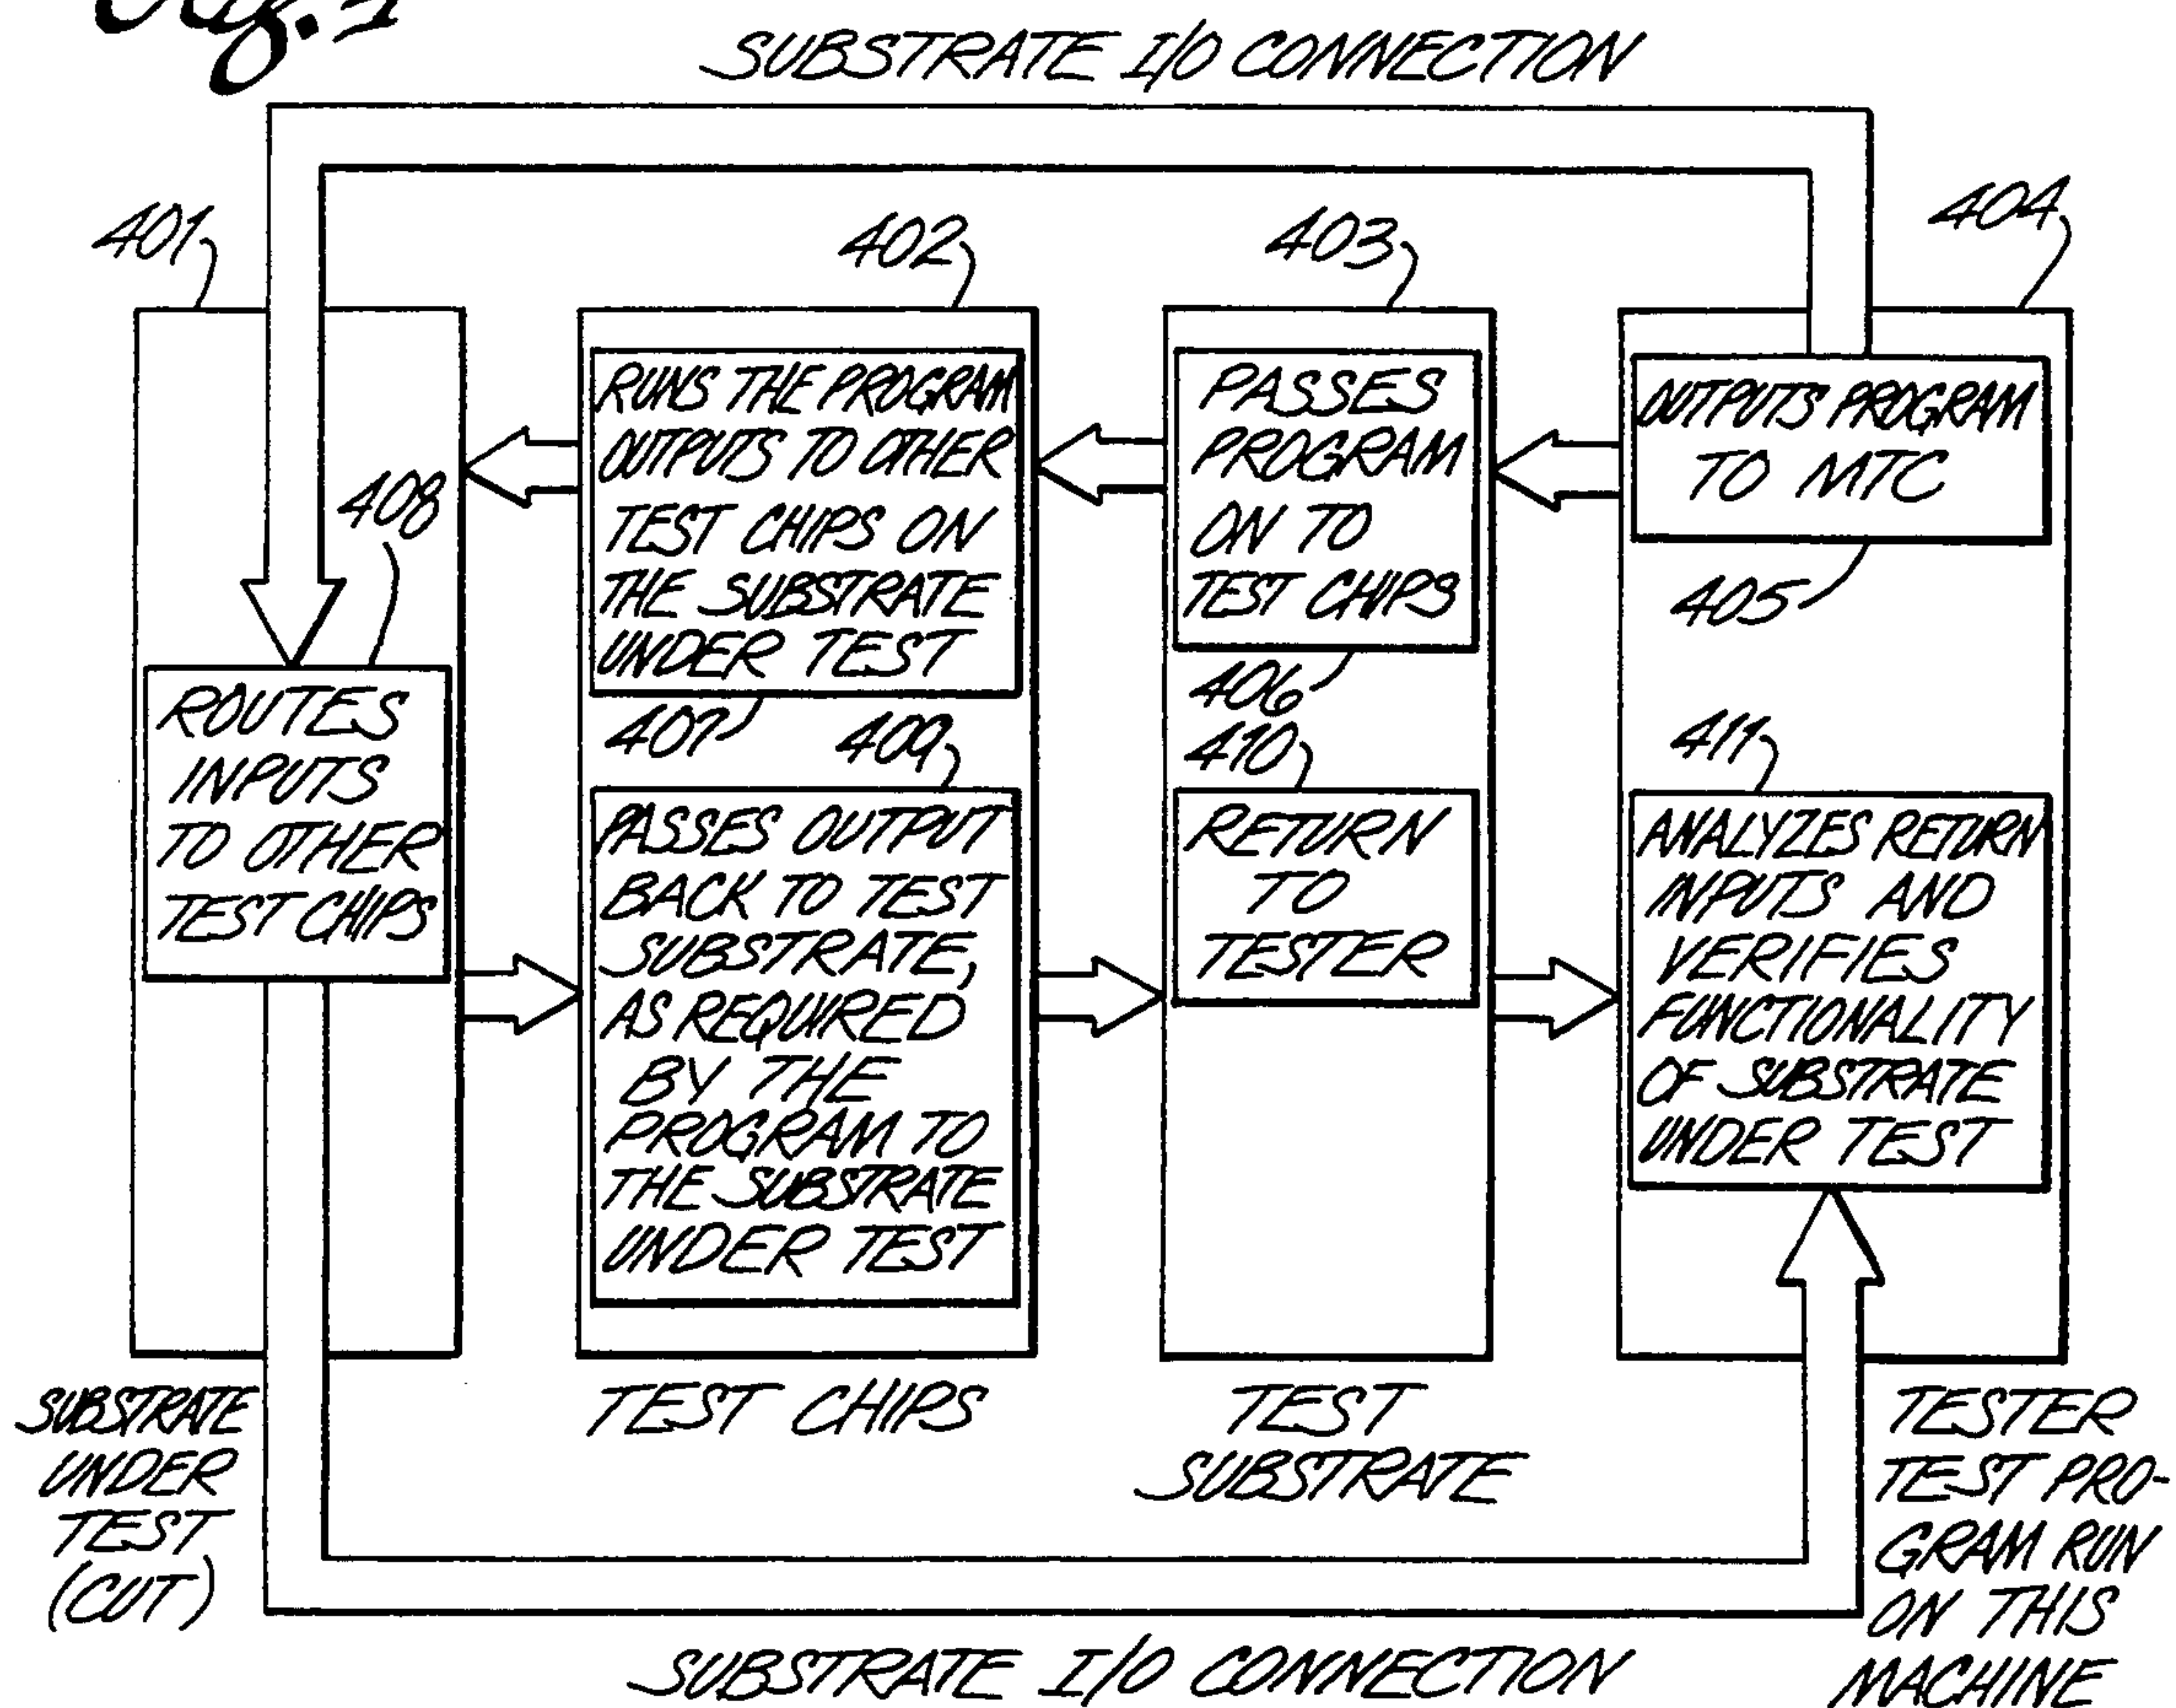 SUBSTRATE I/O CONNECTION
401
402
403
404
408
RUNS THE PROGRAM
OUTPUTS TO OTHER
TEST CHIPS ON
THE SUBSTRATE
UNDER TEST
407
PASSES
PROGRAM
ON TO
TEST CHIPS
406
OUTPUTS PROGRAM
TO MTC
405
ROUTES
INPUTS
TO OTHER
TEST CHIPS
409
PASSES OUTPUT
BACK TO TEST
SUBSTRATE,
AS REQUIRED
BY THE
PROGRAM TO
THE SUBSTRATE
UNDER TEST
410
RETURN
TO
TESTER
411
ANALYZES RETURN
INPUTS AND
VERIFIES
FUNCTIONALITY
OF SUBSTRATE
UNDER TEST
SUBSTRATE
UNDER
TEST
(CUT)
TEST CHIPS
TEST
SUBSTRATE
TESTER
TEST PRO-
GRAM RUN
ON THIS
MACHINE
SUBSTRATE I/O CONNECTION